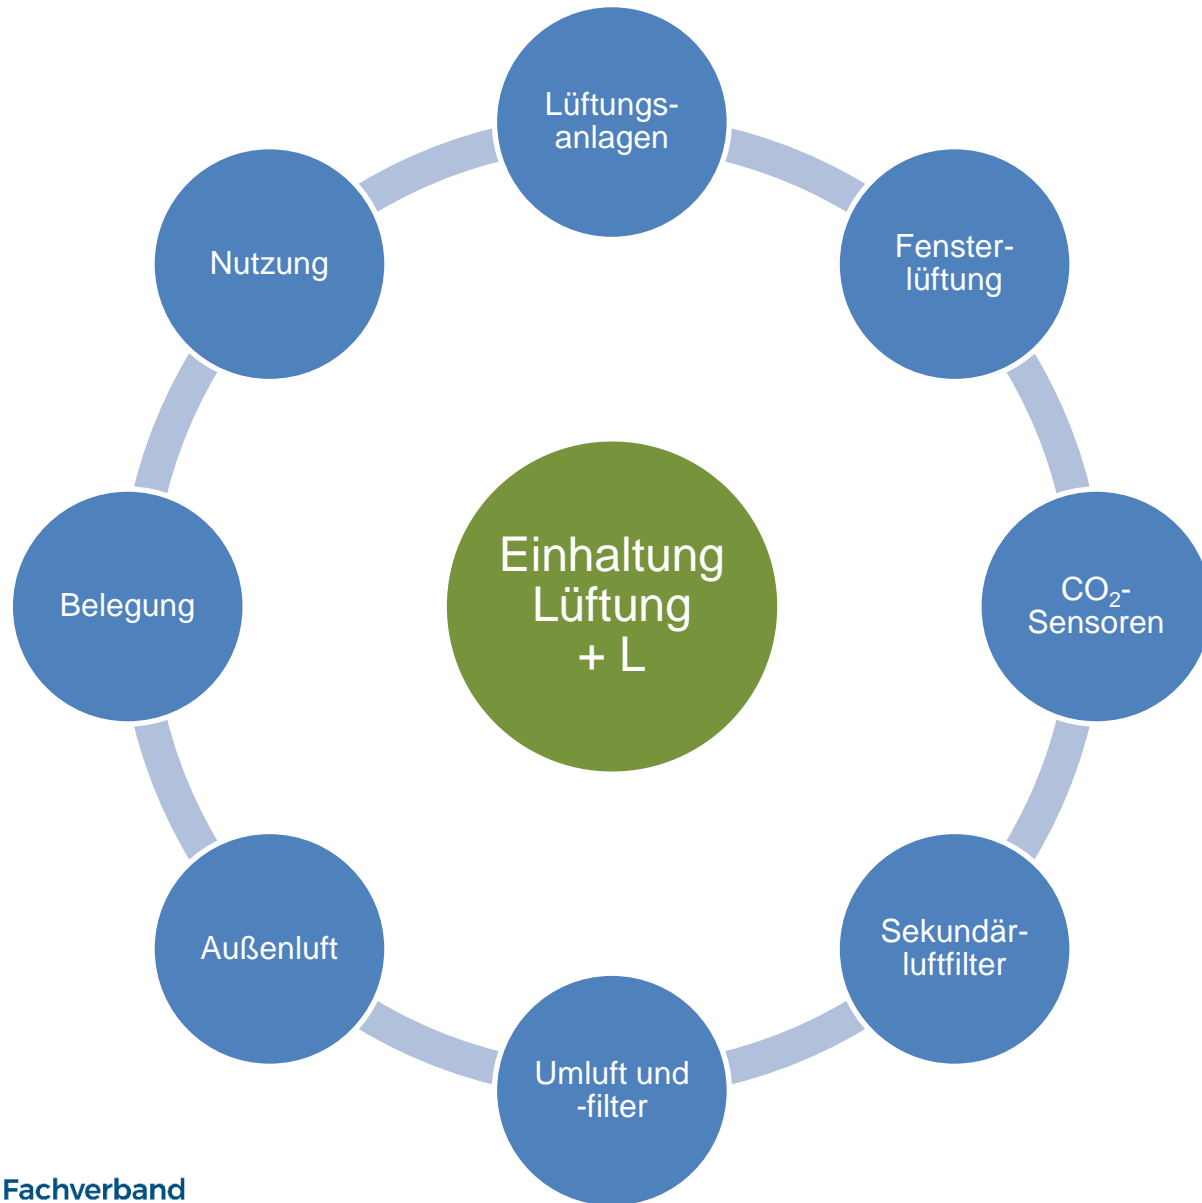 Lüftungs-
anlagen
Fenster-
lüftung
CO₂-
Sensoren
Sekundär-
luftfilter
Umluft und
-filter
Außenluft
Belegung
Nutzung
Einhaltung
Lüftung
+ L
Fachverband